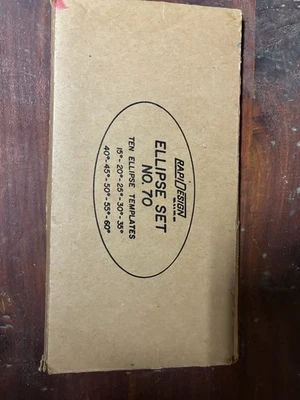 RAPIDESIGN
ELLIPSE SET
NO. 70
TEN ELLIPSE TEMPLATES
15°- 20°- 25°- 30°- 35°
40°- 45°- 50°- 55°- 60°